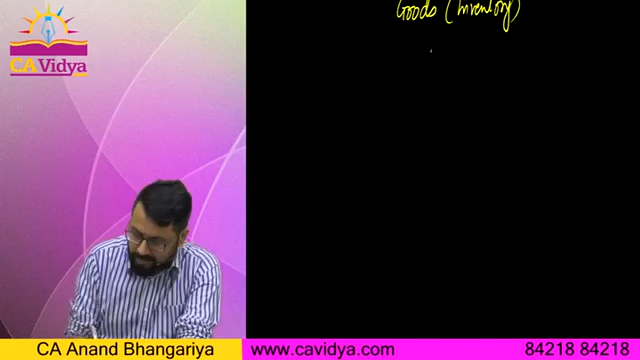 Goods (Inventory)
CA Vidya
CA Anand Bhangariya
www.cavidya.com
84218 84218